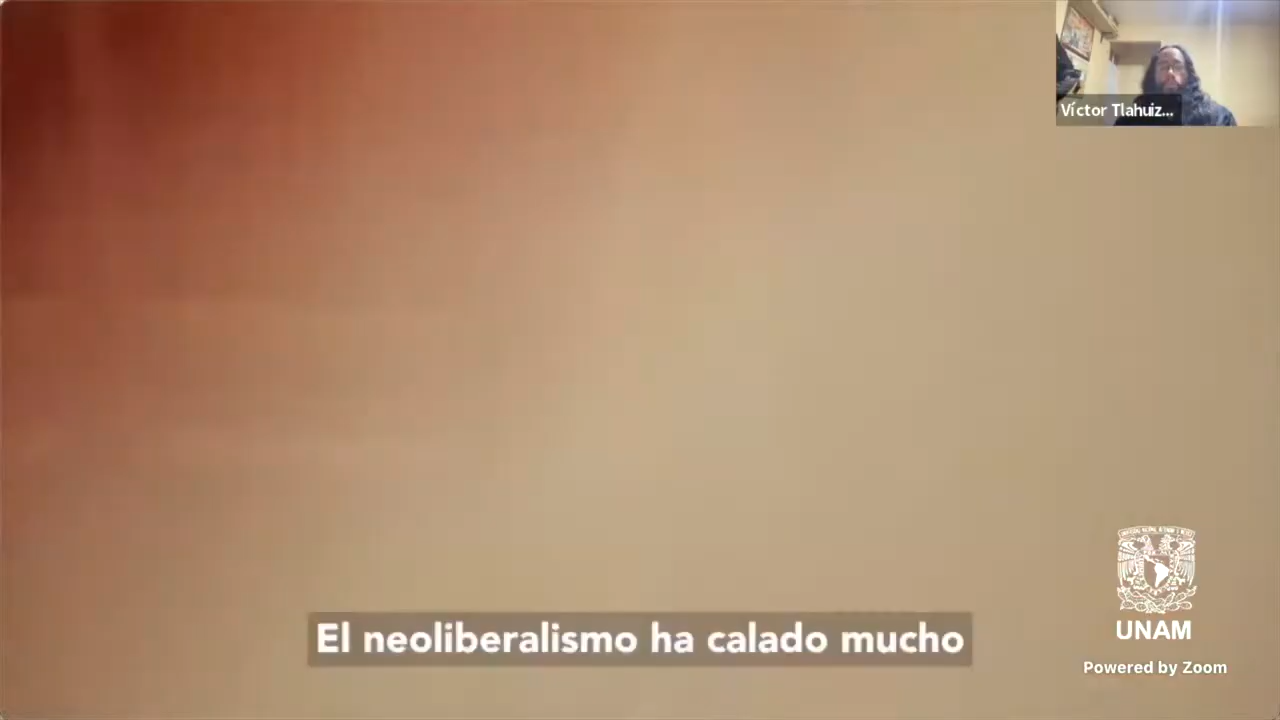 Víctor Tlahuiz...
El neoliberalismo ha calado mucho
UNAM
Powered by Zoom